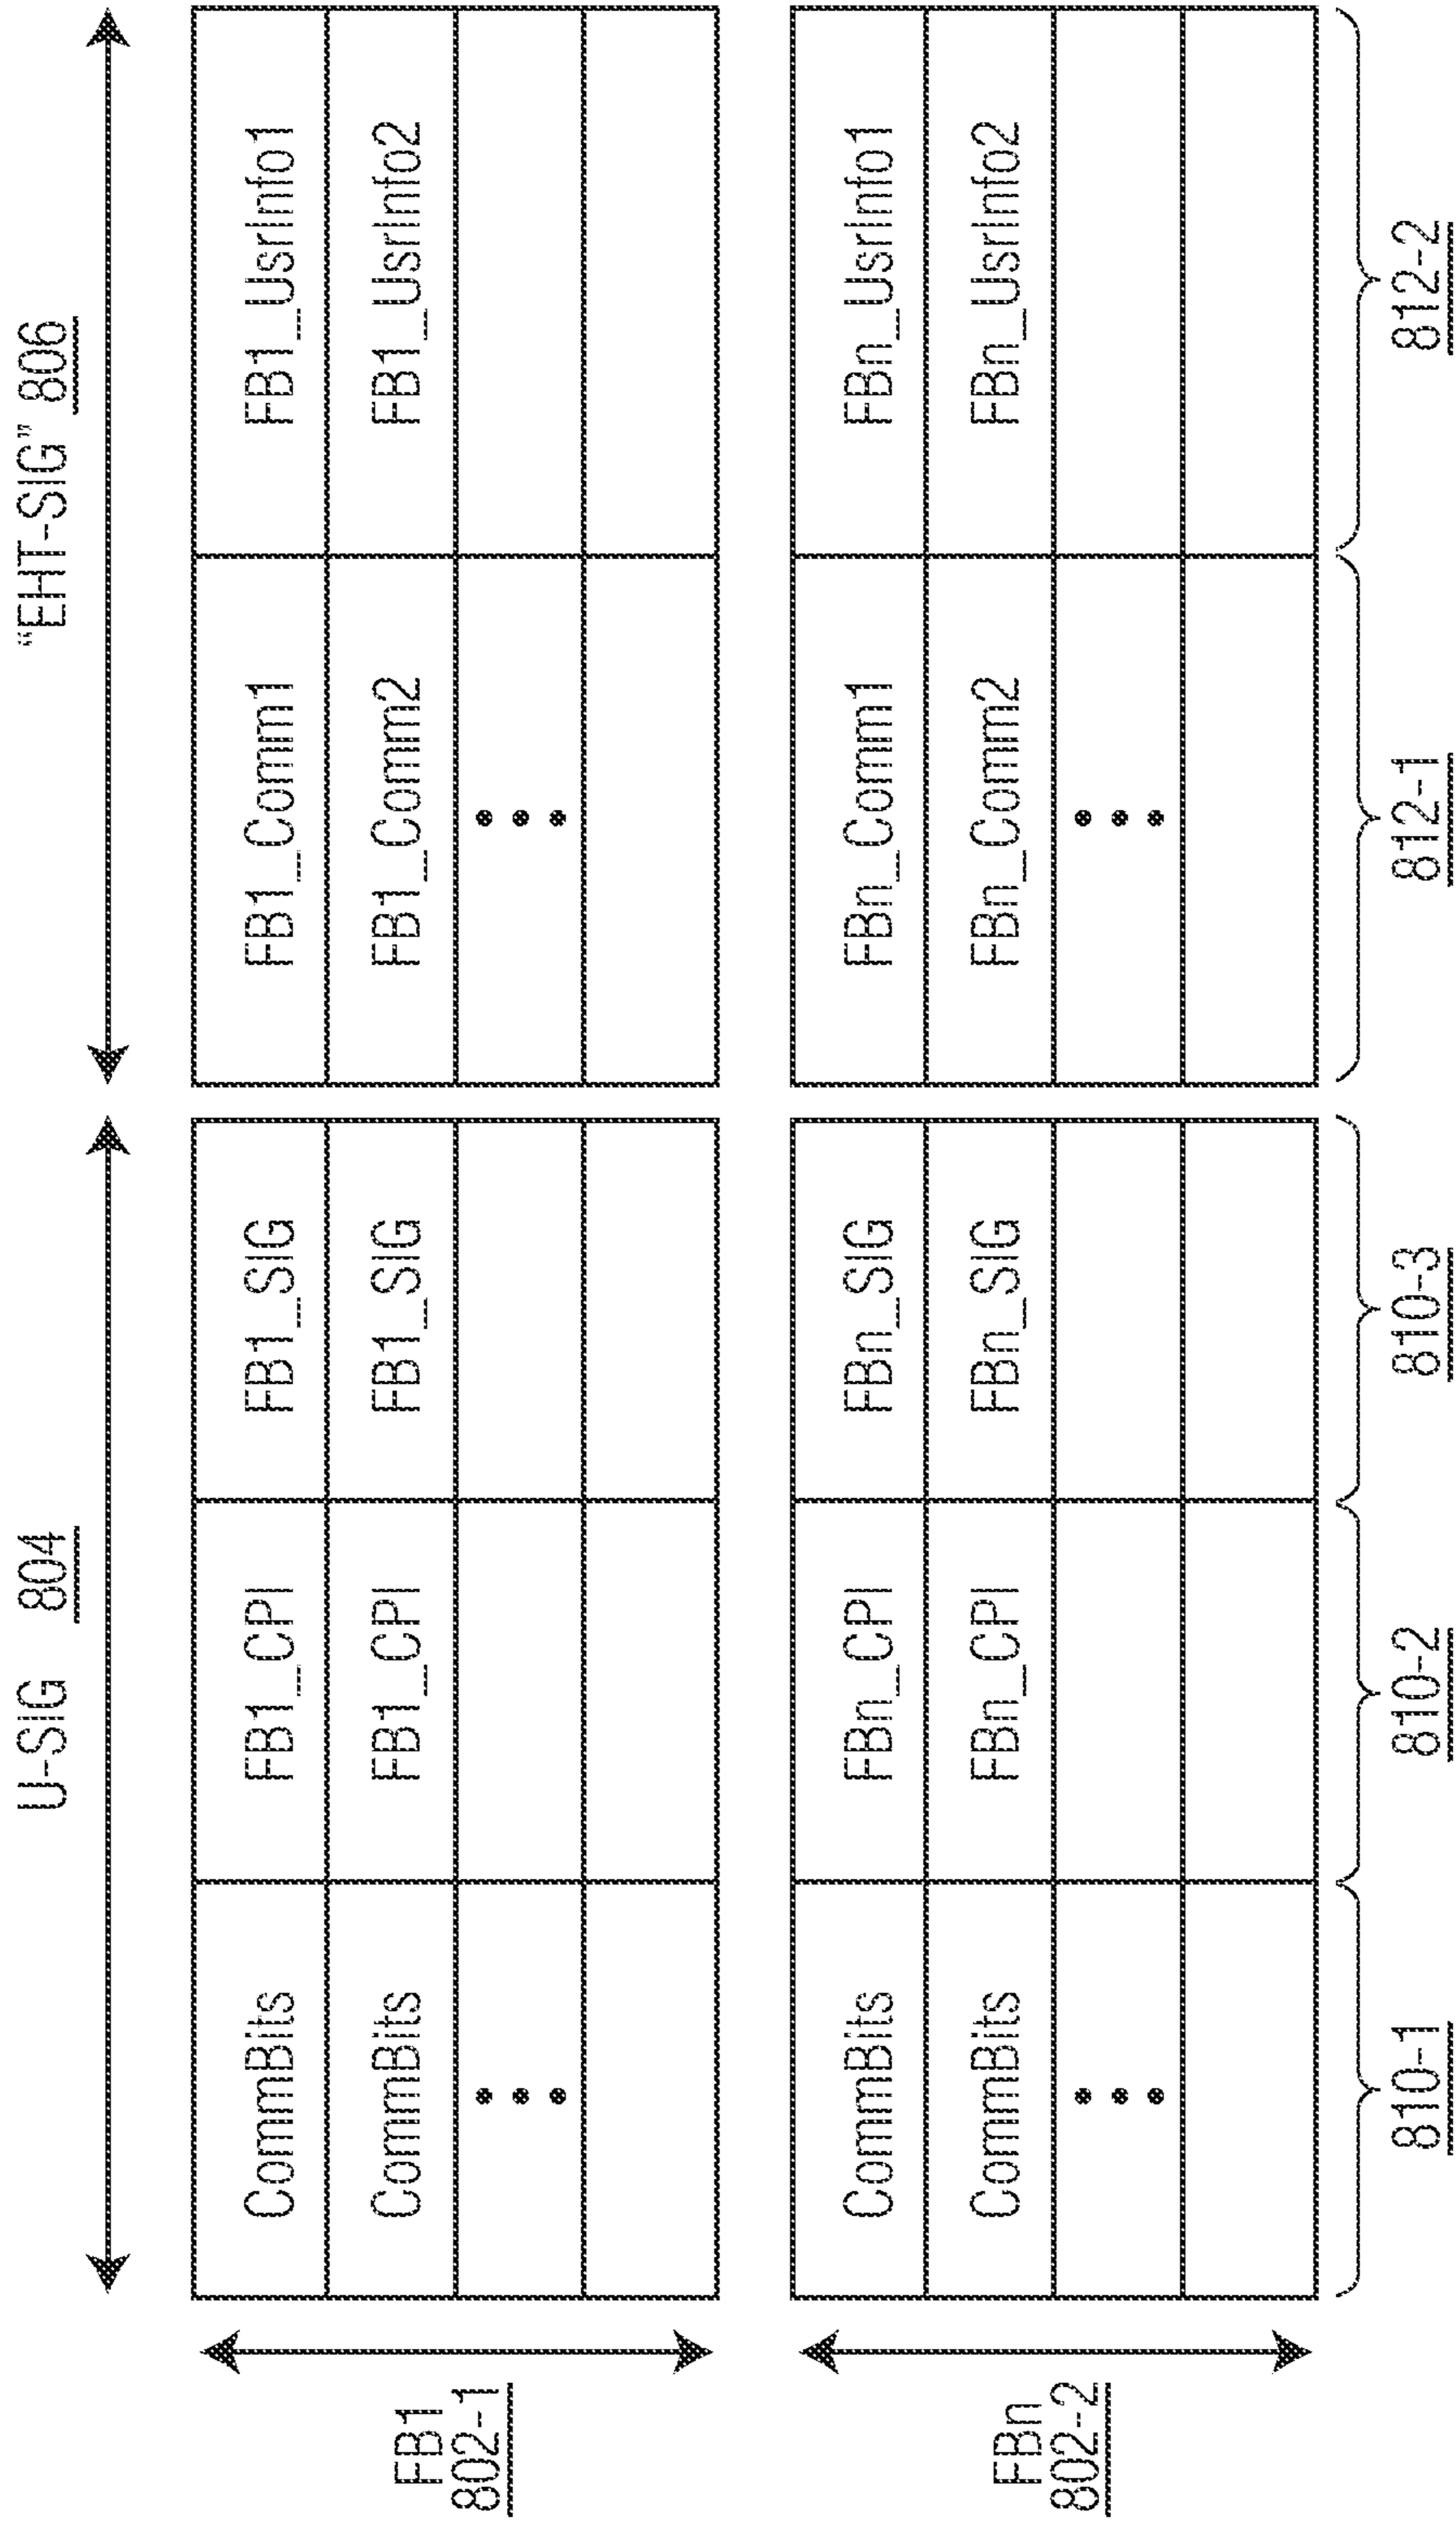 U-SIG 804
"EHT-SIG" 806
FB1
802-1
CommBits FB1_CPI FB1_SIG FB1_Comm1 FB1_UsrInfo1
CommBits FB1_CPI FB1_SIG FB1_Comm2 FB1_UsrInfo2
FBn
802-2
CommBits FBn_CPI FBn_SIG FBn_Comm1 FBn_UsrInfo1
CommBits FBn_CPI FBn_SIG FBn_Comm2 FBn_UsrInfo2
810-1 810-2 810-3 812-1 812-2